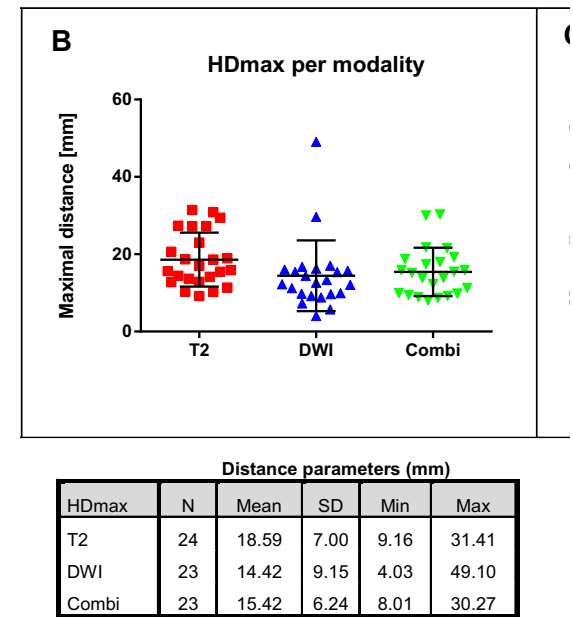 B
HDmax per modality
Maximal distance [mm]
60
40
20
0
T2 DWI Combi
Distance parameters (mm)
HDmax N Mean SD Min Max
T2 24 18.59 7.00 9.16 31.41
DWI 23 14.42 9.15 4.03 49.10
Combi 23 15.42 6.24 8.01 30.27